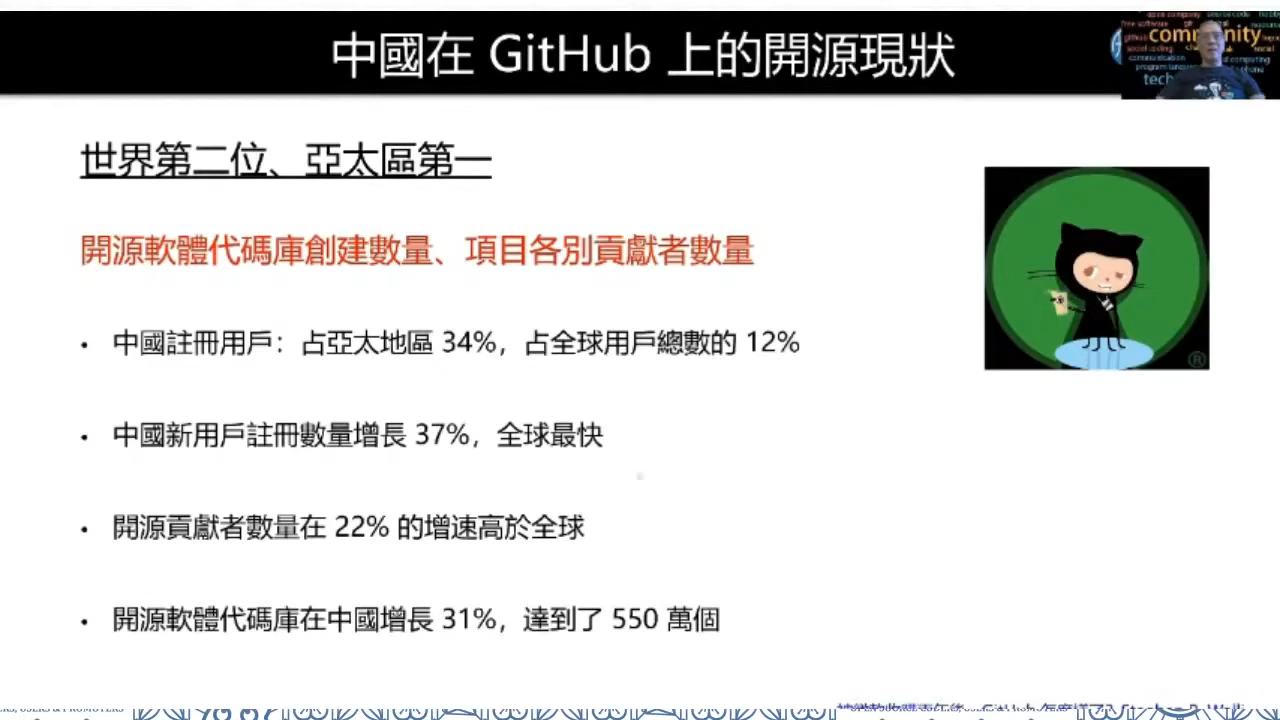 中國在 GitHub 上的開源現狀
community
tech
世界第二位、亞太區第一
開源軟體代碼庫創建數量、項目各別貢獻者數量
• 中國註冊用戶：占亞太地區 34%，占全球用戶總數的 12%
• 中國新用戶註冊數量增長 37%，全球最快
• 開源貢獻者數量在 22% 的增速高於全球
• 開源軟體代碼庫在中國增長 31%，達到了 550 萬個
®